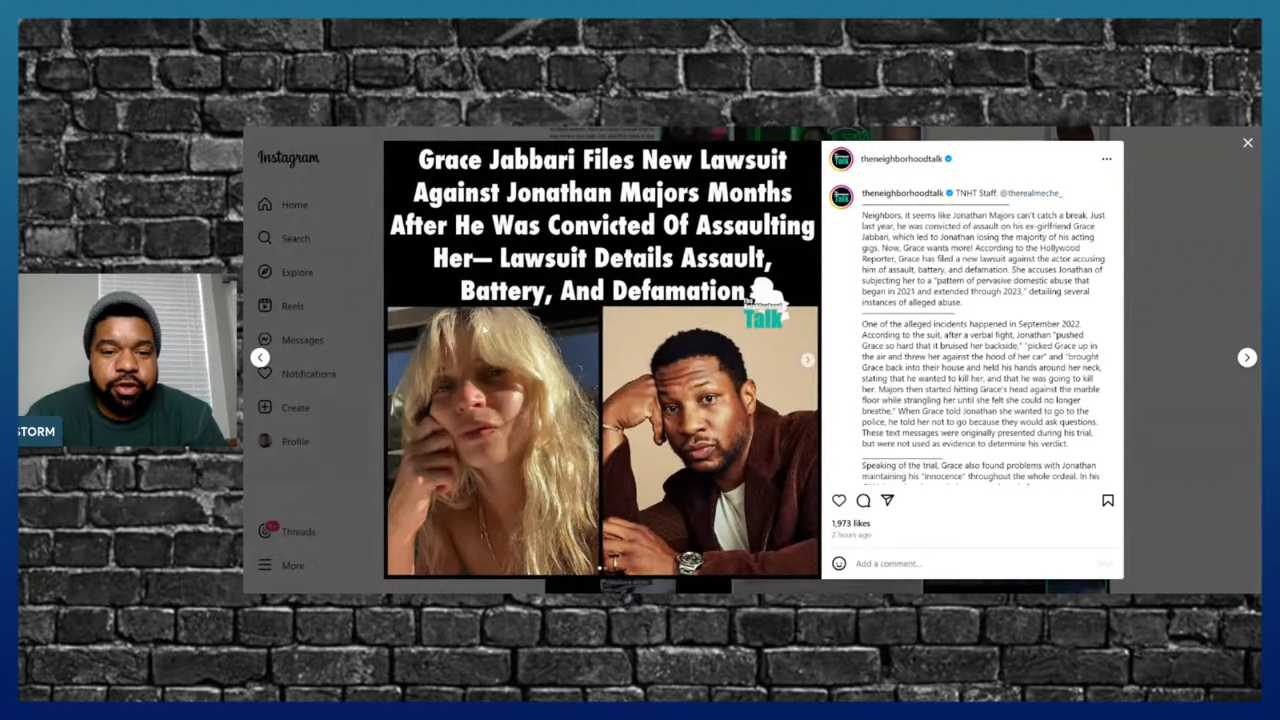 Instagram
Home
Search
Explore
Reels
Messages
Notifications
Create
Profile
Threads
More
STORM
Grace Jabbari Files New Lawsuit
Against Jonathan Majors Months
After He Was Convicted Of Assaulting
Her— Lawsuit Details Assault,
Battery, And Defamation
The
Neighborhood
Talk
theneighborhoodtalk
theneighborhoodtalk TNHT Staff: @therealmeche_
Neighbors, it seems like Jonathan Majors can't catch a break. Just
last year, he was convicted of assault on his ex-girlfriend Grace
Jabbari, which led to Jonathan losing the majority of his acting
gigs. Now, Grace wants more! According to the Hollywood
Reporter, Grace has filed a new lawsuit against the actor accusing
him of assault, battery, and defamation. She accuses Jonathan of
subjecting her to a "pattern of pervasive domestic abuse that
began in 2021 and extended through 2023," detailing several
instances of alleged abuse.
One of the alleged incidents happened in September 2022.
According to the suit, after a verbal fight, Jonathan "pushed
Grace so hard that it bruised her backside," "picked Grace up in
the air and threw her against the hood of her car" and "brought
Grace back into their house and held his hands around her neck,
stating that he wanted to kill her, and that he was going to kill
her. Majors then started hitting Grace's head against the marble
floor while strangling her until she felt she could no longer
breathe." When Grace told Jonathan she wanted to go to the
police, he told her not to go because they would ask questions.
These text messages were originally presented during his trial,
but were not used as evidence to determine his verdict.
Speaking of the trial, Grace also found problems with Jonathan
maintaining his "innocence" throughout the whole ordeal. In his
1,973 likes
2 hours ago
Add a comment...